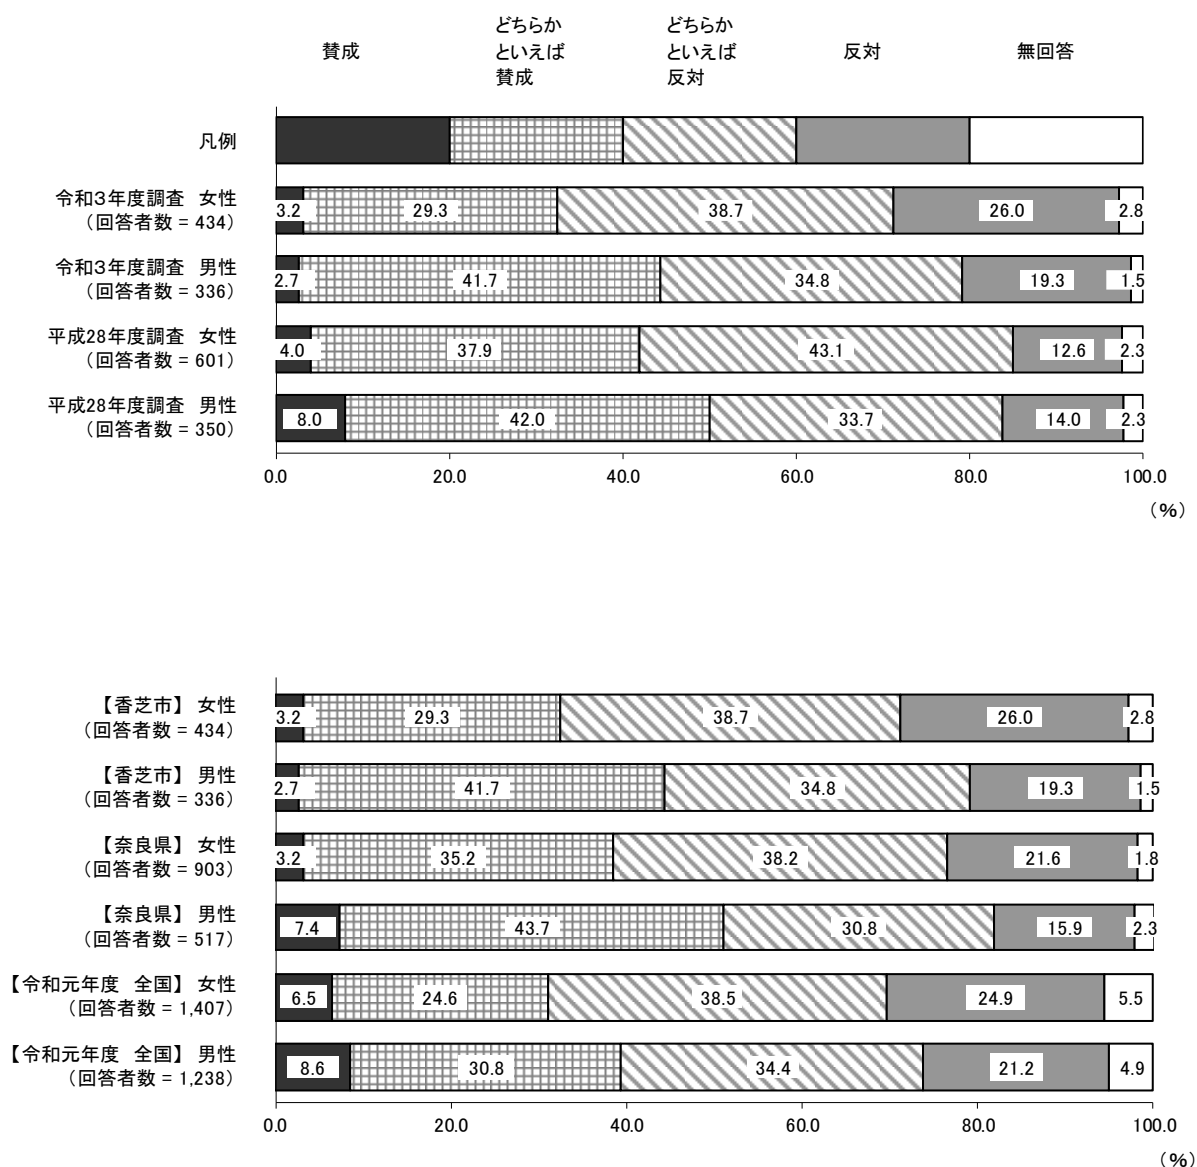 賛成
どちらか
といえば
賛成
どちらか
といえば
反対
反対
無回答
凡例
令和3年度調査 女性
(回答者数 = 434)
3.2 29.3 38.7 26.0 2.8
令和3年度調査 男性
(回答者数 = 336)
2.7 41.7 34.8 19.3 1.5
平成28年度調査 女性
(回答者数 = 601)
4.0 37.9 43.1 12.6 2.3
平成28年度調査 男性
(回答者数 = 350)
8.0 42.0 33.7 14.0 2.3
0.0 20.0 40.0 60.0 80.0 100.0
(%)
【香芝市】 女性
(回答者数 = 434)
3.2 29.3 38.7 26.0 2.8
【香芝市】 男性
(回答者数 = 336)
2.7 41.7 34.8 19.3 1.5
【奈良県】 女性
(回答者数 = 903)
3.2 35.2 38.2 21.6 1.8
【奈良県】 男性
(回答者数 = 517)
7.4 43.7 30.8 15.9 2.3
【令和元年度 全国】 女性
(回答者数 = 1,407)
6.5 24.6 38.5 24.9 5.5
【令和元年度 全国】 男性
(回答者数 = 1,238)
8.6 30.8 34.4 21.2 4.9
0.0 20.0 40.0 60.0 80.0 100.0
(%)